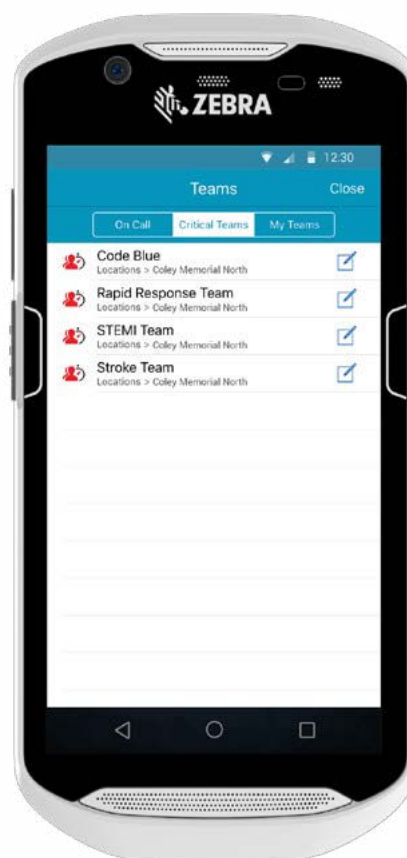 ZEBRA
12:30
Teams Close
On Call Critical Teams My Teams
Code Blue
Locations > Coley Memorial North
Rapid Response Team
Locations > Coley Memorial North
STEMI Team
Locations > Coley Memorial North
Stroke Team
Locations > Coley Memorial North